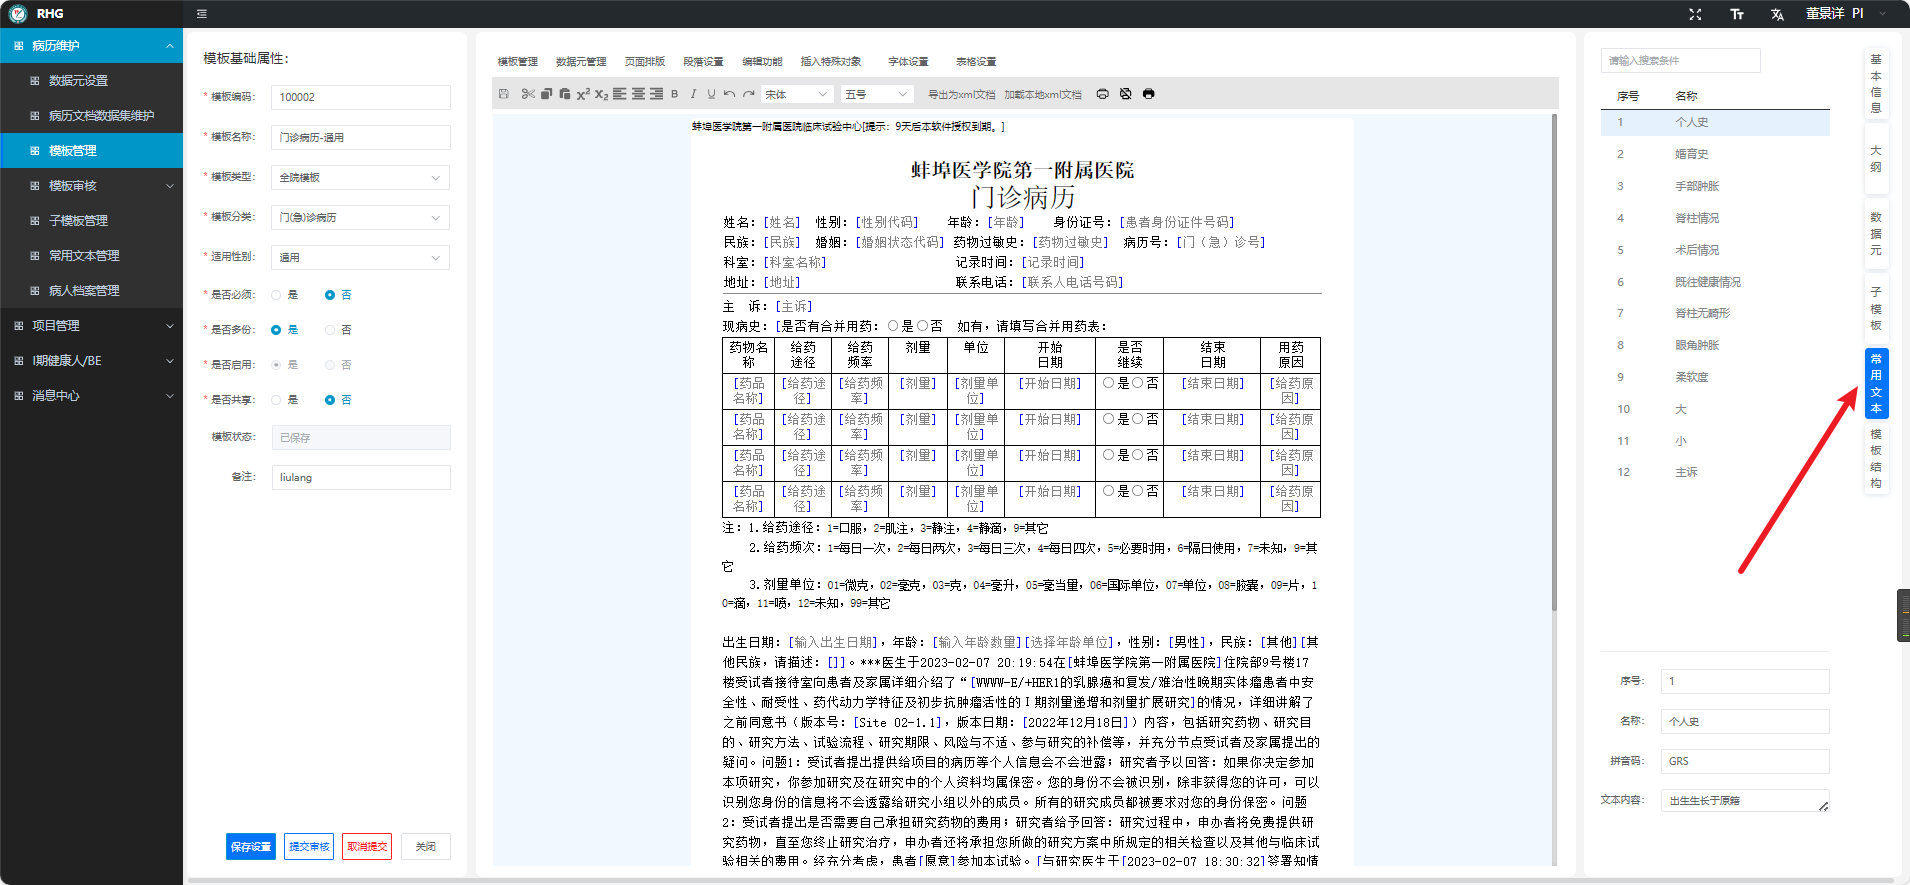 RHG
Tr
董景详 PI
病历维护
数据元设置
病历文档数据集维护
模板管理
模板审核
子模板管理
常用文本管理
病人档案管理
项目管理
I期健康人/BE
消息中心
模板基础属性：
* 模板编码： 100002
* 模板名称： 门诊病历-通用
* 模板类型： 全院模板
* 模板分类： 门(急)诊病历
* 适用性别： 通用
* 是否必须： 是 否
* 是否多份： 是 否
* 是否启用： 是 否
* 是否共享： 是 否
模板状态： 已保存
备注： liulang
保存设置 提交审核 取消提交 关闭
模板管理 数据元管理 页面排版 段落设置 编辑功能 插入特殊对象 字体设置 表格设置
X² X₂ B I U 宋体 五号 导出为xml文档 加载本地xml文档
蚌埠医学院第一附属医院临床试验中心[提示：9天后本软件授权到期。]
蚌埠医学院第一附属医院
门诊病历
姓名：[姓名] 性别：[性别代码] 年龄：[年龄] 身份证号：[患者身份证件号码]
民族：[民族] 婚姻：[婚姻状态代码] 药物过敏史：[药物过敏史] 病历号：[门（急）诊号]
科室：[科室名称] 记录时间：[记录时间]
地址：[地址] 联系电话：[联系人电话号码]
主 诉：[主诉]
现病史：[是否有合并用药：○是○否 如有，请填写合并用药表：
药物名称 给药途径 给药频率 剂量 单位 开始日期 是否继续 结束日期 用药原因
[药品名称] [给药途径] [给药频率] [剂量] [剂量单位] [开始日期] ○是○否 [结束日期] [给药原因]
[药品名称] [给药途径] [给药频率] [剂量] [剂量单位] [开始日期] ○是○否 [结束日期] [给药原因]
[药品名称] [给药途径] [给药频率] [剂量] [剂量单位] [开始日期] ○是○否 [结束日期] [给药原因]
[药品名称] [给药途径] [给药频率] [剂量] [剂量单位] [开始日期] ○是○否 [结束日期] [给药原因]
注：1.给药途径：1=口服，2=肌注，3=静注，4=静滴，9=其它
2.给药频次：1=每日一次，2=每日两次，3=每日三次，4=每日四次，5=必要时用，6=隔日使用，7=未知，9=其
它
3.剂量单位：01=微克，02=毫克，03=克，04=毫升，05=毫当量，06=国际单位，07=单位，08=胶囊，09=片，1
0=滴，11=喷，12=未知，99=其它
出生日期：[输入出生日期]，年龄：[输入年龄数量][选择年龄单位]，性别：[男性]，民族：[其他][其
他民族，请描述：[]]。***医生于2023-02-07 20:19:54在[蚌埠医学院第一附属医院]住院部9号楼17
楼受试者接待室向患者及家属详细介绍了“[WWWW-E/+HER1的乳腺癌和复发/难治性晚期实体瘤患者中安
全性、耐受性、药代动力学特征及初步抗肿瘤活性的Ⅰ期剂量递增和剂量扩展研究]的情况，详细讲解了
之前同意书（版本号：[Site 02-1.1]，版本日期：[2022年12月18日]）内容，包括研究药物、研究目
的、研究方法、试验流程、研究期限、风险与不适、参与研究的补偿等，并充分节点受试者及家属提出的
疑问。问题1：受试者提出提供给项目的病历等个人信息会不会泄露；研究者予以回答：如果你决定参加
本项研究，你参加研究及在研究中的个人资料均属保密。您的身份不会被识别，除非获得您的许可，可以
识别您身份的信息将不会透露给研究小组以外的成员。所有的研究成员都被要求对您的身份保密。问题
2：受试者提出是否需要自己承担研究药物的费用；研究者给予回答：研究过程中，申办者将免费提供研
究药物，直至您终止研究治疗，申办者还将承担您所做的研究方案中所规定的相关检查以及其他与临床试
验相关的费用。经充分考虑，患者[愿意]参加本试验。[与研究医生于[2023-02-07 18:30:32]签署知情
请输入搜索条件
序号 名称
1 个人史
2 婚育史
3 手部肿胀
4 脊柱情况
5 术后情况
6 既往健康情况
7 脊柱无畸形
8 眼角肿胀
9 柔软度
10 大
11 小
12 主诉
序号： 1
名称： 个人史
拼音码： GRS
文本内容： 出生生长于原籍
基本信息
大纲
数据元
子模板
常用文本
模板结构